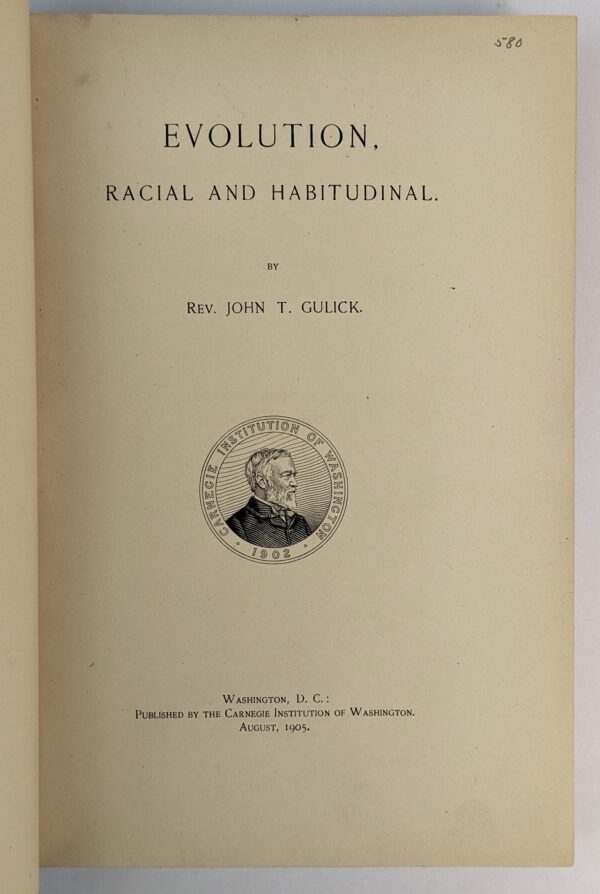 580
EVOLUTION,
RACIAL AND HABITUDINAL.
BY
REV. JOHN T. GULICK.
CARNEGIE INSTITUTION OF WASHINGTON
• 1902 •
WASHINGTON, D. C.:
PUBLISHED BY THE CARNEGIE INSTITUTION OF WASHINGTON.
AUGUST, 1905.